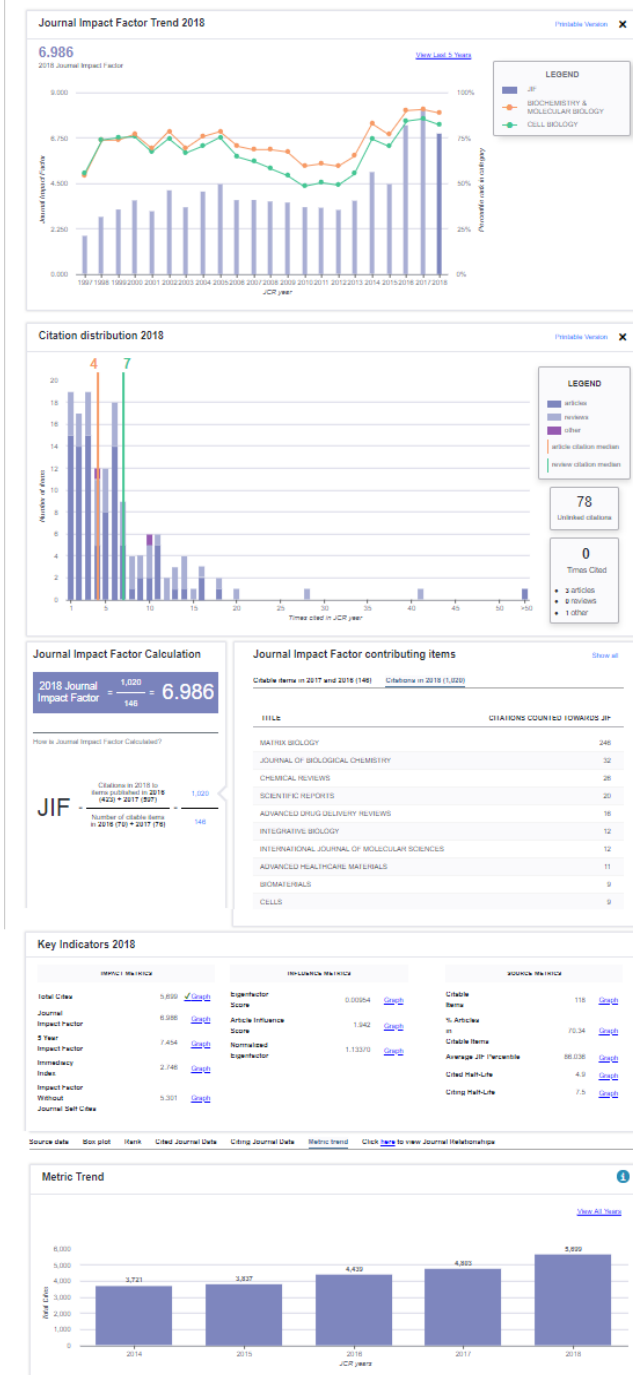 Journal Impact Factor Trend 2018
Printable Version
6.986
2018 Journal Impact Factor
View Last 5 Years
LEGEND
JIF
BIOCHEMISTRY &
MOLECULAR BIOLOGY
CELL BIOLOGY
9.000
6.750
4.500
2.250
0.000
100%
75%
50%
25%
0%
Journal Impact Factor
Percentile rank in category
1997 1998 1999 2000 2001 2002 2003 2004 2005 2006 2007 2008 2009 2010 2011 2012 2013 2014 2015 2016 2017 2018
JCR year
Citation distribution 2018
Printable Version
4 7
20
18
16
14
12
10
8
6
4
2
0
Number of items
1 5 10 15 20 25 30 35 40 45 50 >50
Times cited in JCR year
LEGEND
articles
reviews
other
article citation median
review citation median
78
Unlinked citations
0
Times Cited
3 articles
0 reviews
1 other
Journal Impact Factor Calculation
2018 Journal
Impact Factor = 1,020 / 146 = 6.986
How is Journal Impact Factor Calculated?
JIF
Citations in 2018 to
items published in 2016
(423) + 2017 (597)
1,020
Number of citable items
in 2016 (70) + 2017 (76)
146
Journal Impact Factor contributing items
Show all
Citable items in 2017 and 2016 (146) Citations in 2018 (1,020)
TITLE CITATIONS COUNTED TOWARDS JIF
MATRIX BIOLOGY 246
JOURNAL OF BIOLOGICAL CHEMISTRY 32
CHEMICAL REVIEWS 26
SCIENTIFIC REPORTS 20
ADVANCED DRUG DELIVERY REVIEWS 16
INTEGRATIVE BIOLOGY 12
INTERNATIONAL JOURNAL OF MOLECULAR SCIENCES 12
ADVANCED HEALTHCARE MATERIALS 11
BIOMATERIALS 9
CELLS 9
Key Indicators 2018
IMPACT METRICS
Total Cites 5,699 ✓Graph
Journal
Impact Factor 6.986 Graph
5 Year
Impact Factor 7.454 Graph
Immediacy
Index 2.746 Graph
Impact Factor
Without
Journal Self Cites 5.301 Graph
INFLUENCE METRICS
Eigenfactor
Score 0.00954 Graph
Article Influence
Score 1.942 Graph
Normalized
Eigenfactor 1.13370 Graph
SOURCE METRICS
Citable
Items 118 Graph
% Articles
in
Citable Items 70.34 Graph
Average JIF Percentile 86.036 Graph
Cited Half-Life 4.9 Graph
Citing Half-Life 7.5 Graph
Source data Box plot Rank Cited Journal Data Citing Journal Data Metric trend Click here to view Journal Relationships
Metric Trend
View All Years
6,000
5,000
4,000
3,000
2,000
1,000
0
Total Cites
3,721
3,837
4,439
5,699
2014 2015 2016 2017 2018
JCR years